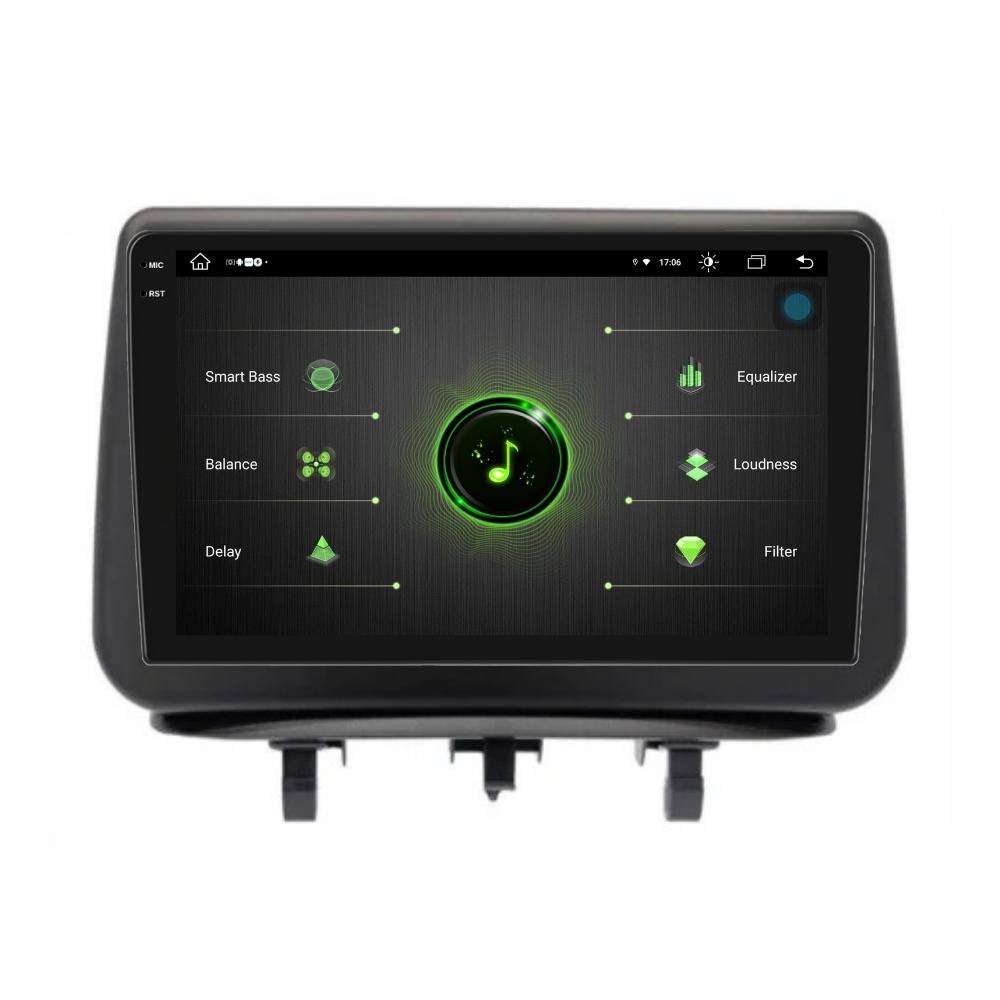 MIC
17:06
RST
Smart Bass
Equalizer
Balance
Loudness
Delay
Filter